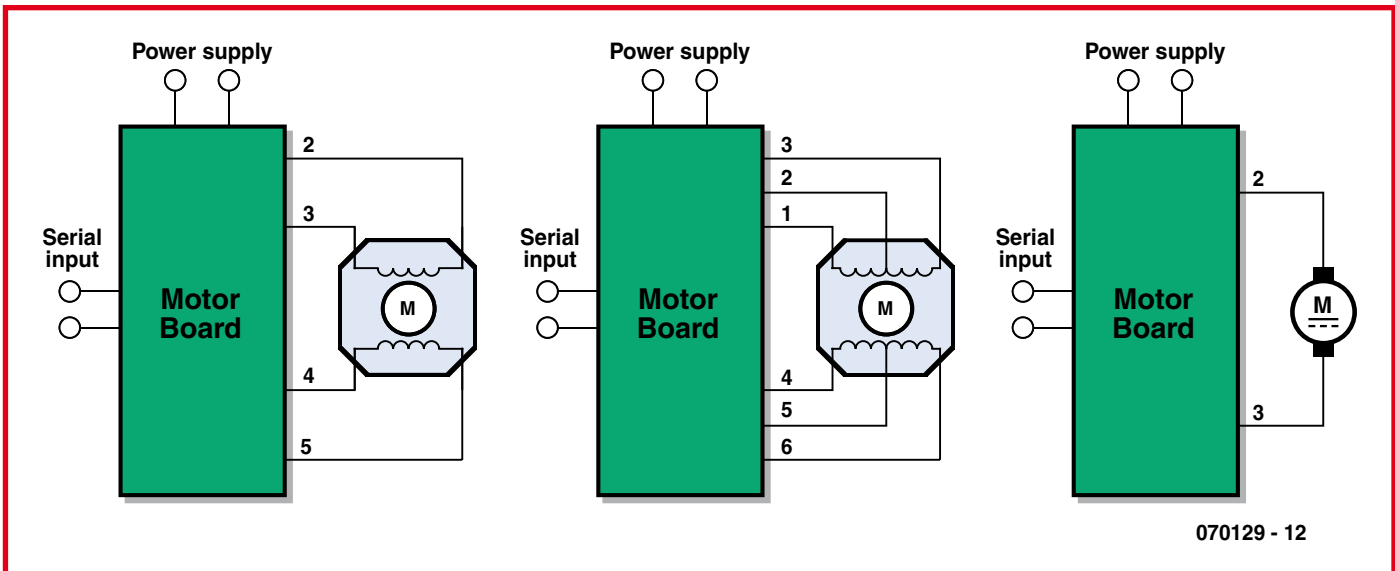 Power supply
2
3
Serial
input
Motor
Board
M
4
5
Power supply
3
2
1
Serial
input
Motor
Board
M
4
5
6
Power supply
2
Serial
input
Motor
Board
M
3
070129 - 12